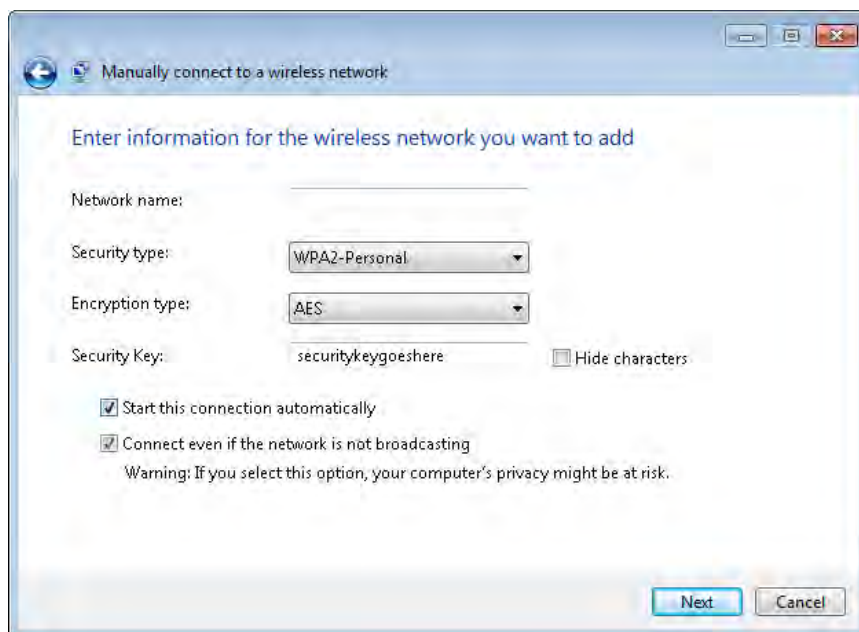 Manually connect to a wireless network
Enter information for the wireless network you want to add
Network name:
Security type: WPA2-Personal
Encryption type: AES
Security Key: securitykeygoeshere Hide characters
Start this connection automatically
Connect even if the network is not broadcasting
Warning: If you select this option, your computer's privacy might be at risk.
Next Cancel